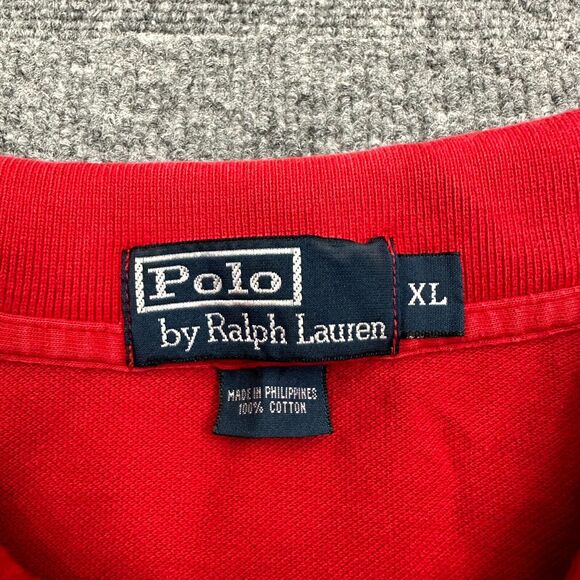 Polo
by Ralph Lauren
XL
MADE IN PHILIPPINES
100% COTTON